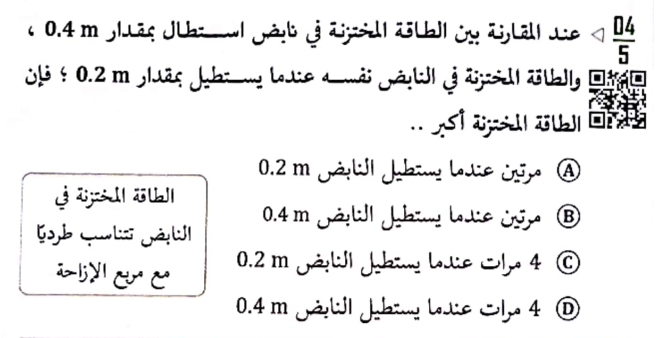 04
5
◁ عند المقارنة بين الطاقة المختزنة في نابض استطال بمقدار 0.4 m ،
والطاقة المختزنة في النابض نفسه عندما يستطيل بمقدار 0.2 m ؛ فإن
الطاقة المختزنة أكبر ..
A مرتين عندما يستطيل النابض 0.2 m
B مرتين عندما يستطيل النابض 0.4 m
C 4 مرات عندما يستطيل النابض 0.2 m
D 4 مرات عندما يستطيل النابض 0.4 m
الطاقة المختزنة في
النابض تتناسب طرديًا
مع مربع الإزاحة